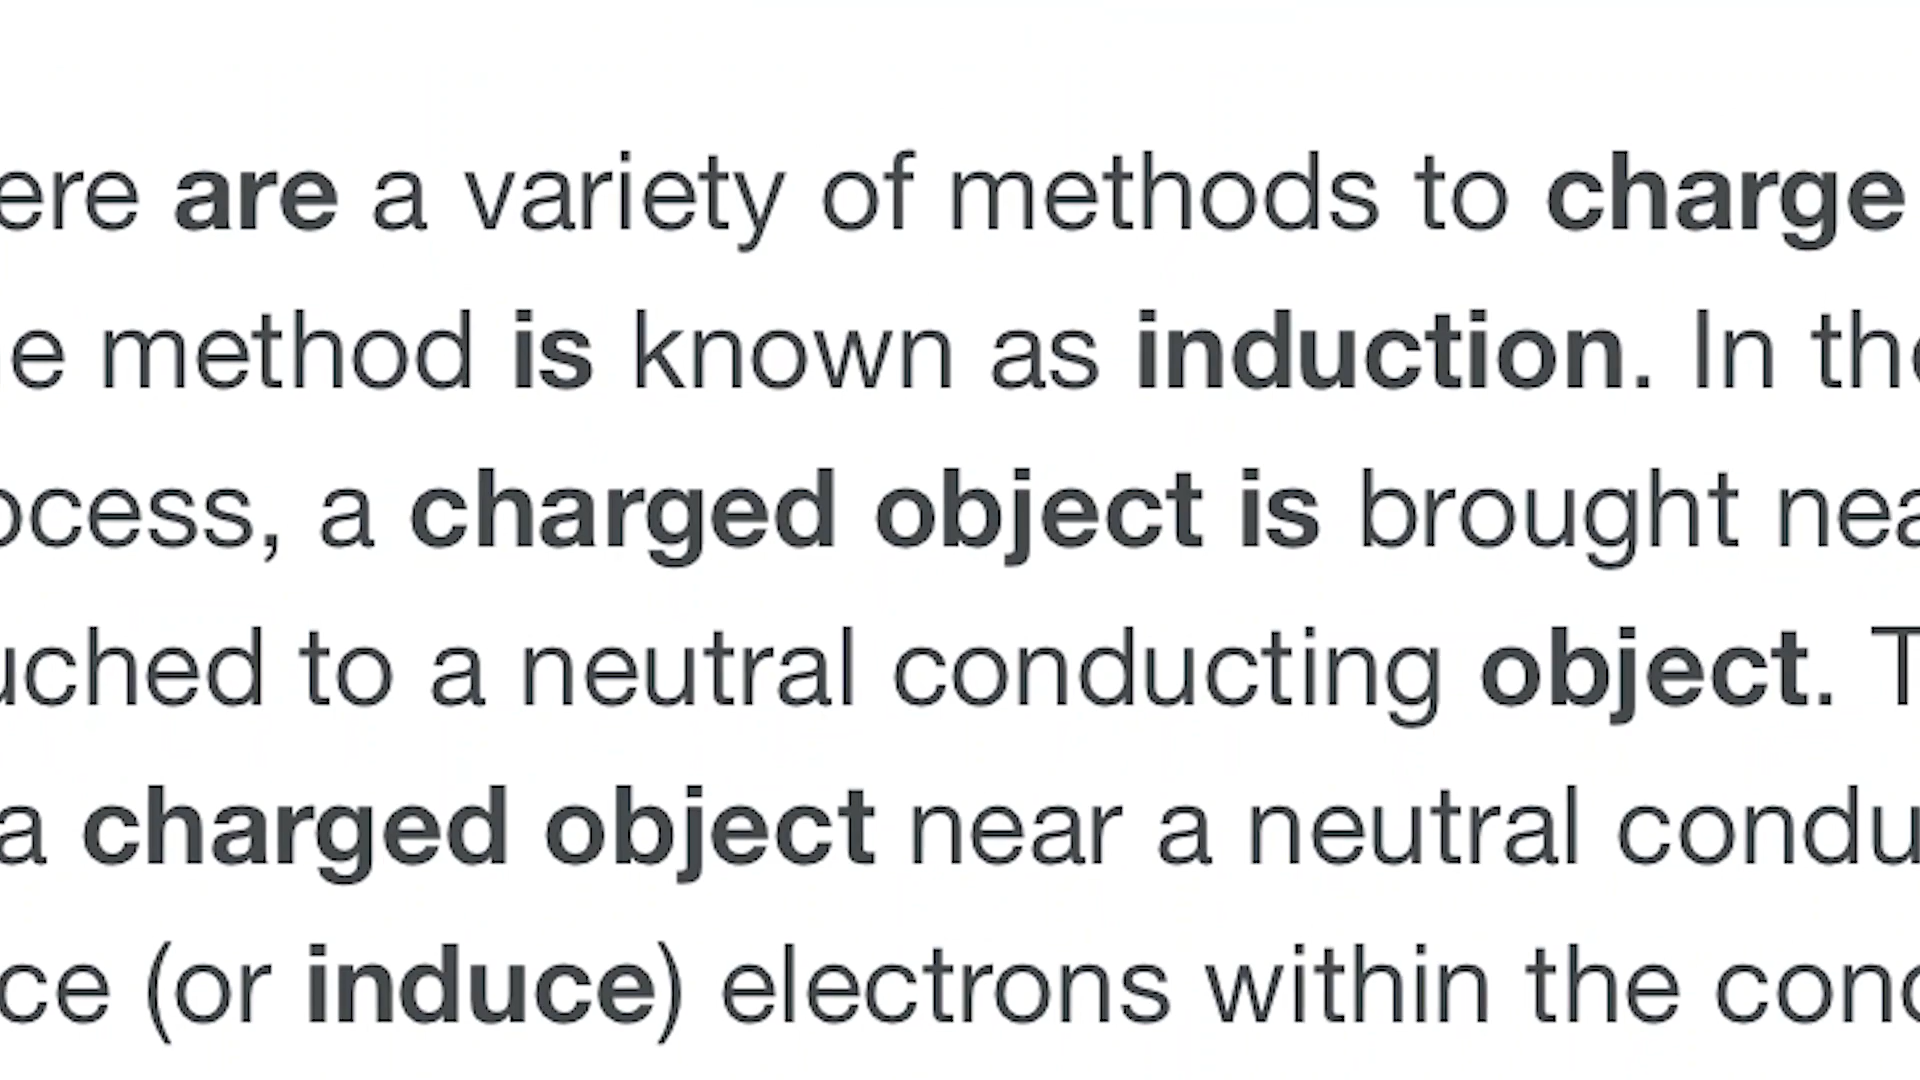 ere are a variety of methods to charge
e method is known as induction. In the
ocess, a charged object is brought nea
uched to a neutral conducting object. T
a charged object near a neutral condu
ce (or induce) electrons within the cond